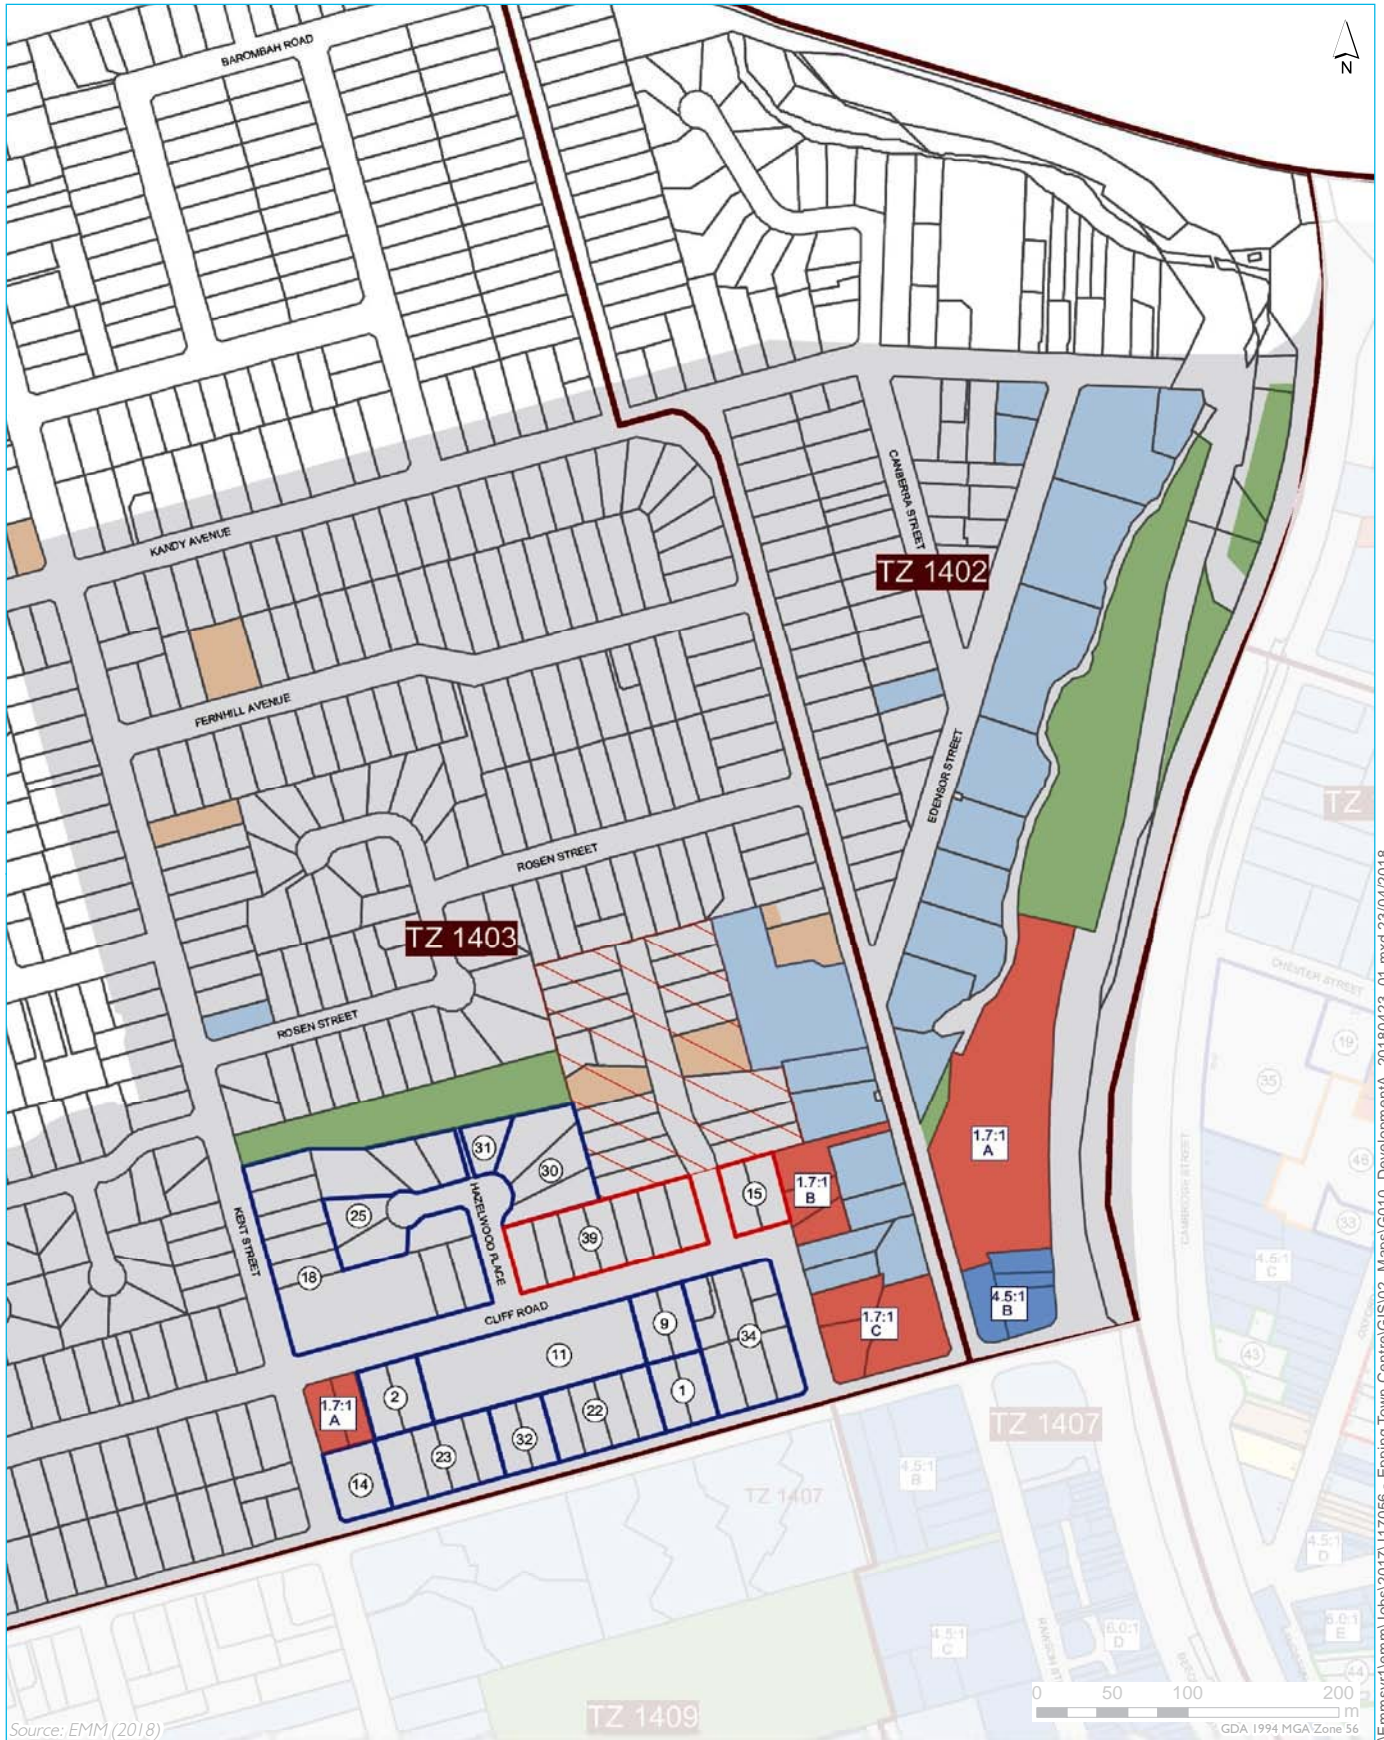 BAROMBAH ROAD
N
KANDY AVENUE
CANBERRA STREET
TZ 1402
FERNHILL AVENUE
EDENSOR STREET
TZ
ROSEN STREET
TZ 1403
CHESTER STREET
19
35
ROSEN STREET
46
31
30
1.7:1
A
1.7:1
B
15
25
39
33
KENT STREET
HAZELWOOD PLACE
CAMBRIDGE STREET
18
4.5:1
C
4.5:1
B
CLIFF ROAD
9
34
1.7:1
C
11
43
1.7:1
A
2
1
22
32
23
14
TZ 1407
4.5:1
B
TZ 1407
4.5:1
D
4.5:1
C
6.0:1
D
6.0:1
E
44
TZ 1409
0 50 100 200
m
GDA 1994 MGA Zone 56
Source: EMM (2018)